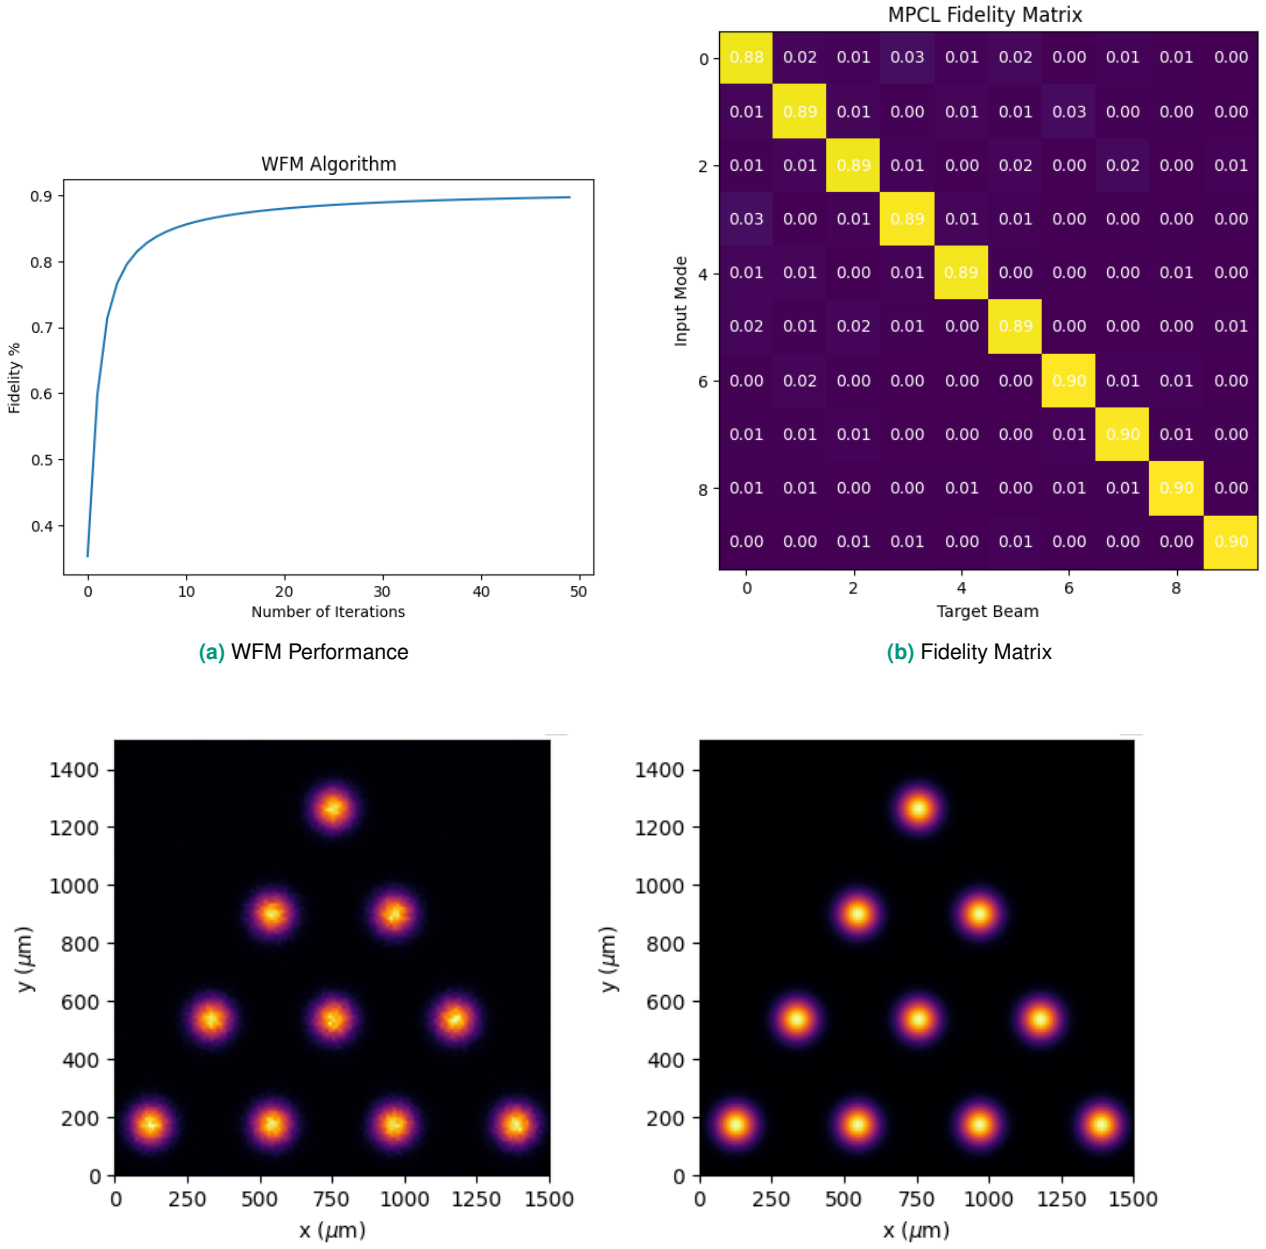 WFM Algorithm
0.9
0.8
0.7
0.6
0.5
0.4
Fidelity %
0 10 20 30 40 50
Number of Iterations
(a) WFM Performance
MPCL Fidelity Matrix
0 0.88 0.02 0.01 0.03 0.01 0.02 0.00 0.01 0.01 0.00
0.01 0.89 0.01 0.00 0.01 0.01 0.03 0.00 0.00 0.00
2 0.01 0.01 0.89 0.01 0.00 0.02 0.00 0.02 0.00 0.01
0.03 0.00 0.01 0.89 0.01 0.01 0.00 0.00 0.00 0.00
4 0.01 0.01 0.00 0.01 0.89 0.00 0.00 0.00 0.01 0.00
0.02 0.01 0.02 0.01 0.00 0.89 0.00 0.00 0.00 0.01
6 0.00 0.02 0.00 0.00 0.00 0.00 0.90 0.01 0.01 0.00
0.01 0.01 0.01 0.00 0.00 0.00 0.01 0.90 0.01 0.00
8 0.01 0.01 0.00 0.00 0.01 0.00 0.01 0.01 0.90 0.00
0.00 0.00 0.01 0.01 0.00 0.01 0.00 0.00 0.00 0.90
Input Mode
0 2 4 6 8
Target Beam
(b) Fidelity Matrix
1400
1200
1000
800
600
400
200
0
y (μm)
0 250 500 750 1000 1250 1500
x (μm)
1400
1200
1000
800
600
400
200
0
y (μm)
0 250 500 750 1000 1250 1500
x (μm)